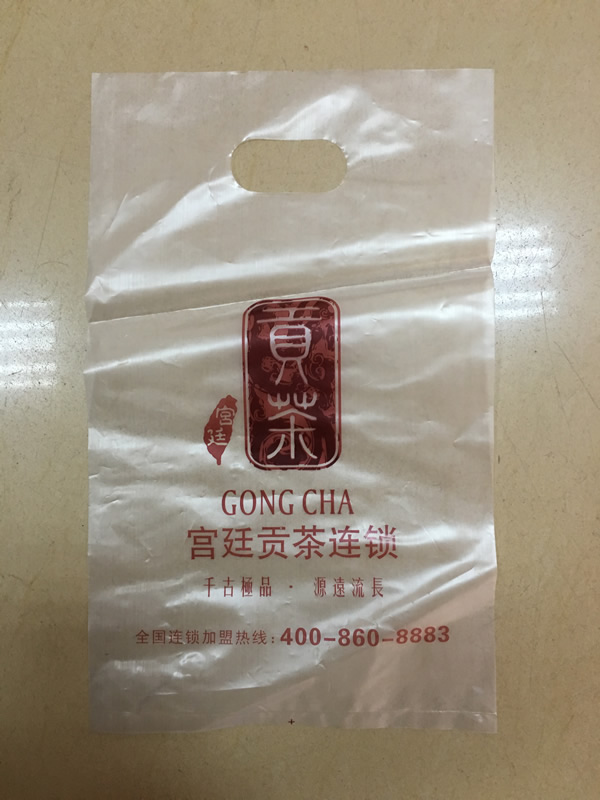 貢茶
宮廷
GONG CHA
宫廷贡茶连锁
千古極品 · 源遠流長
全国连锁加盟热线：400-860-8883